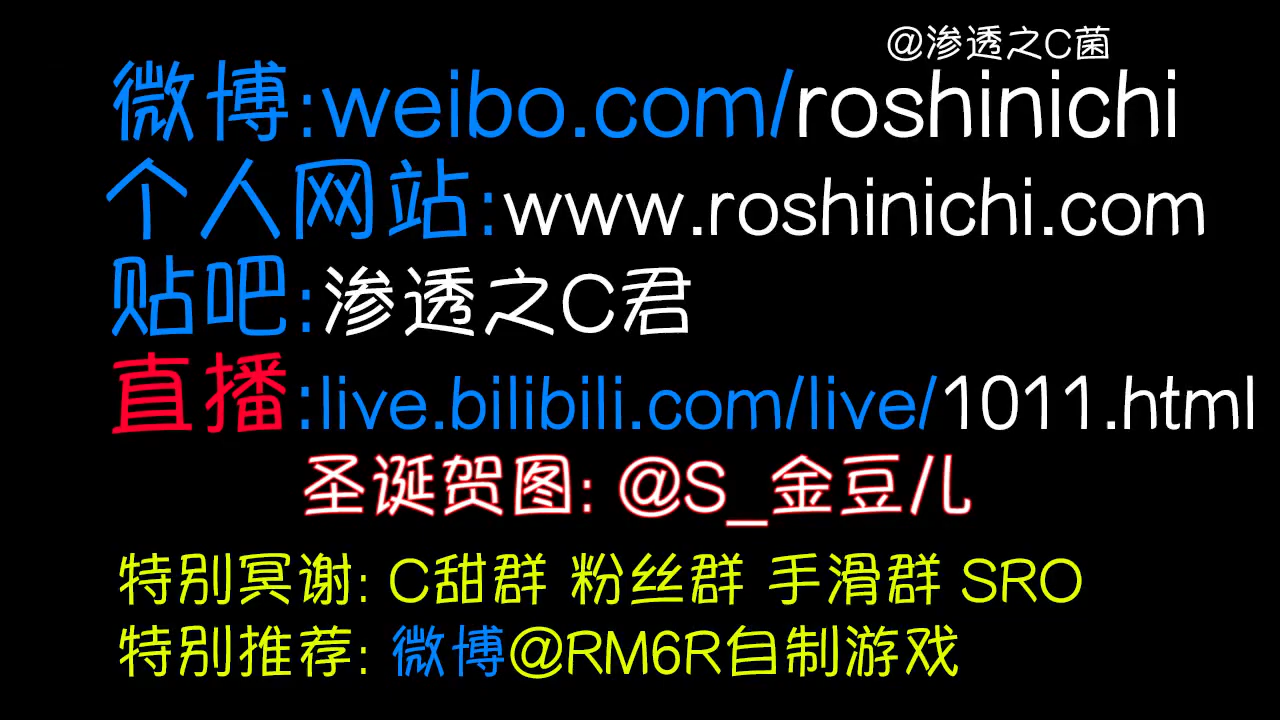 @渗透之C菌
微博:weibo.com/roshinichi
个人网站:www.roshinichi.com
贴吧:渗透之C君
直播:live.bilibili.com/live/1011.html
圣诞贺图: @S_金豆儿
特别冥谢: C甜群 粉丝群 手滑群 SRO
特别推荐: 微博@RM6R自制游戏